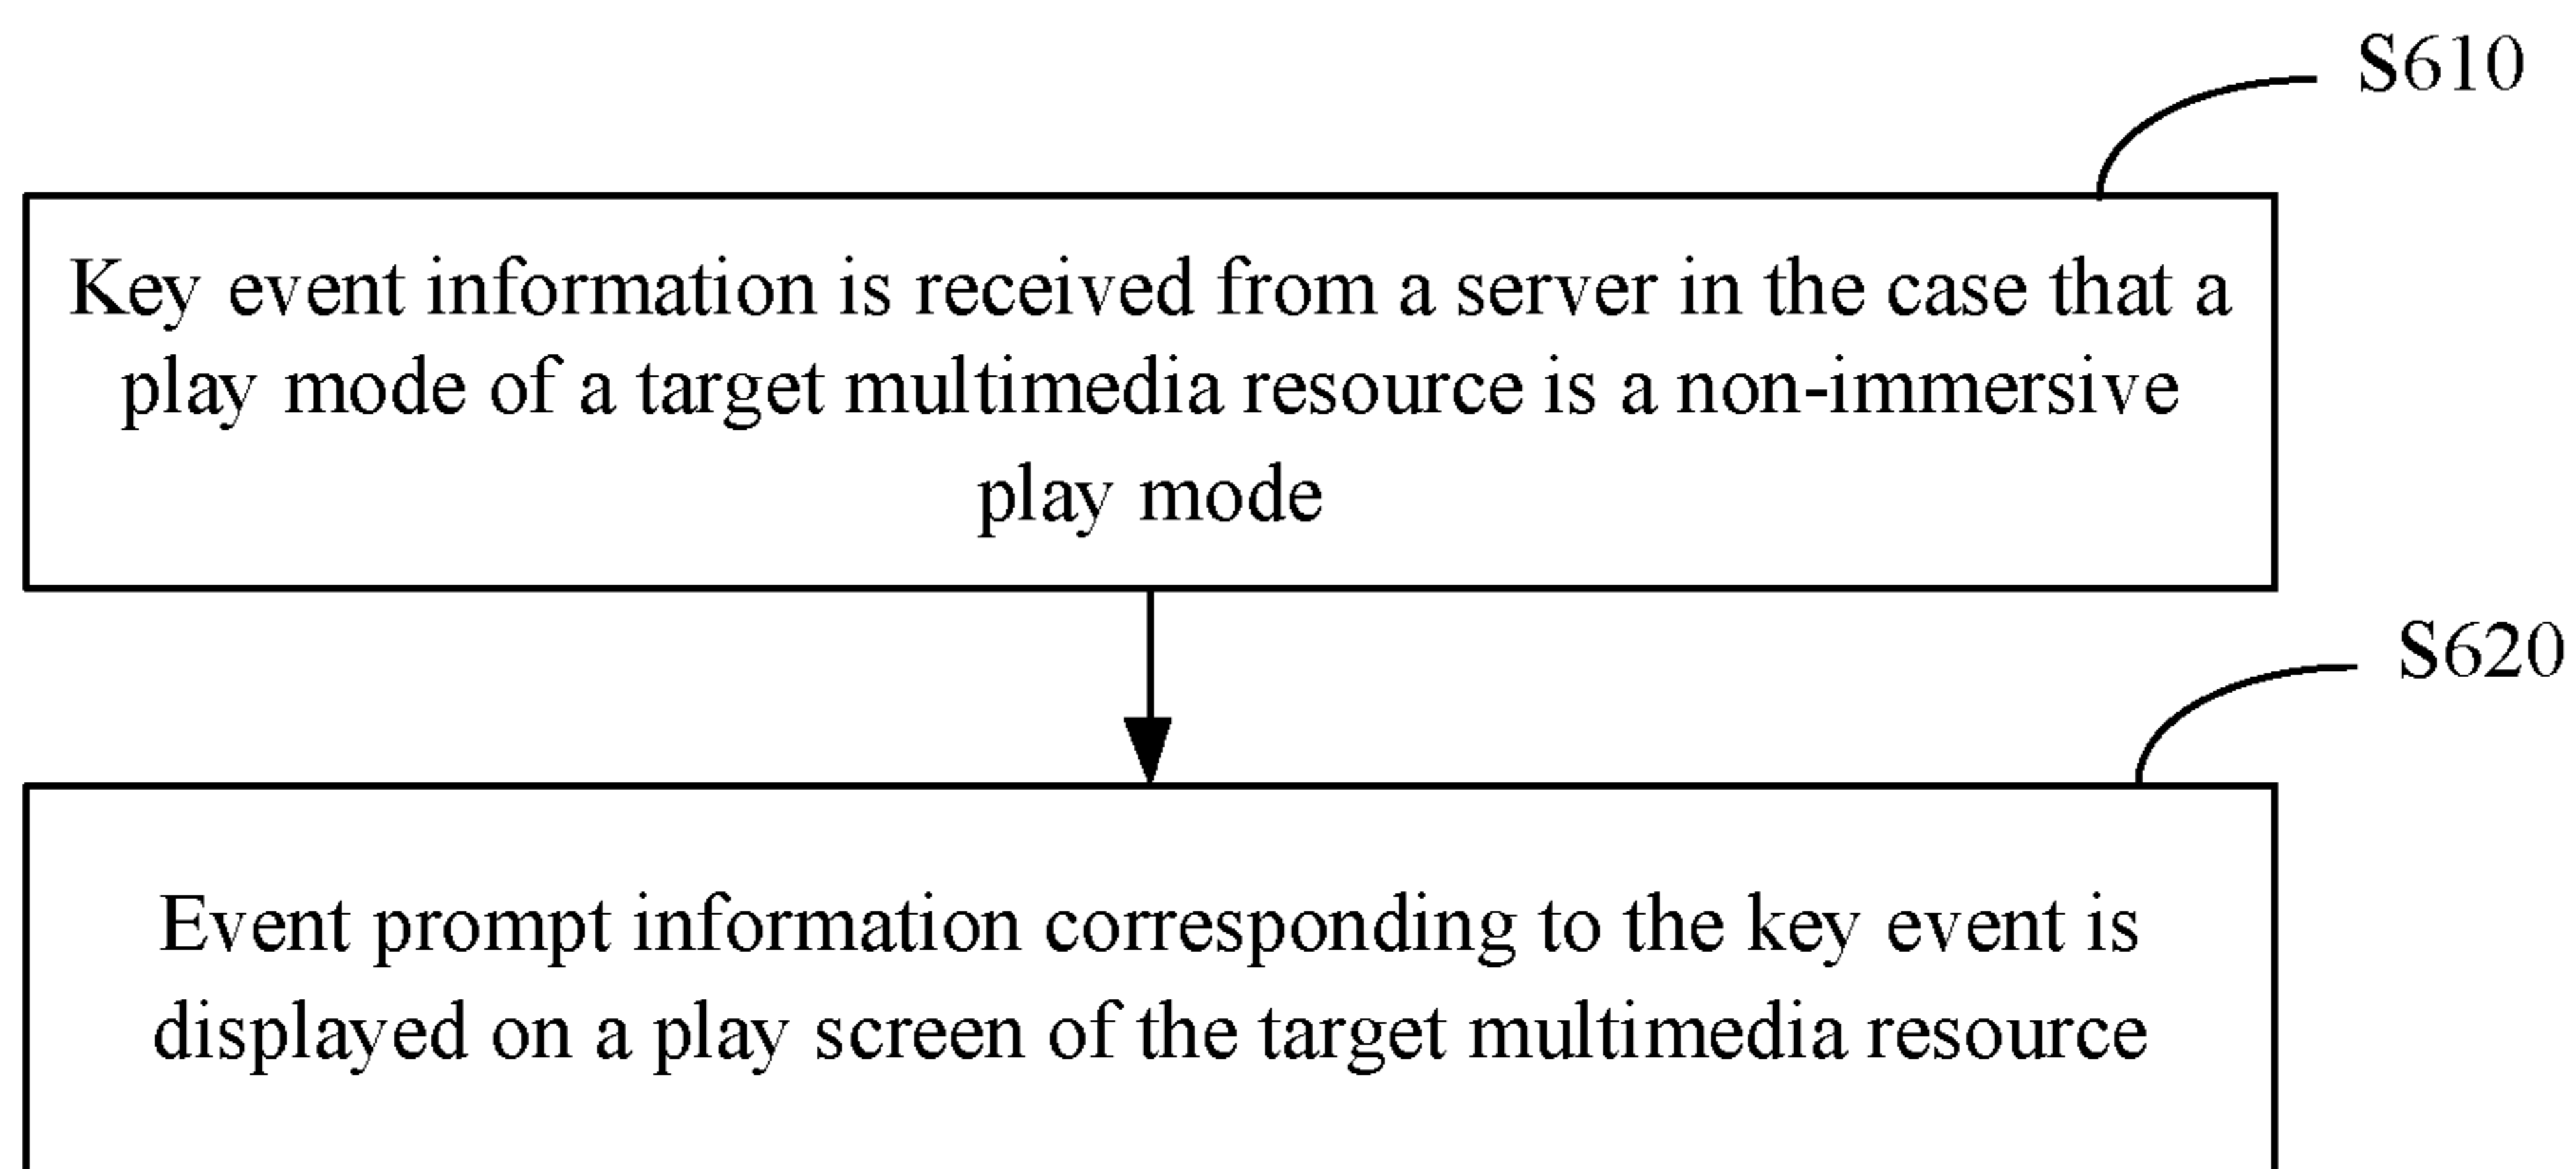 S610
Key event information is received from a server in the case that a
play mode of a target multimedia resource is a non-immersive
play mode
S620
Event prompt information corresponding to the key event is
displayed on a play screen of the target multimedia resource